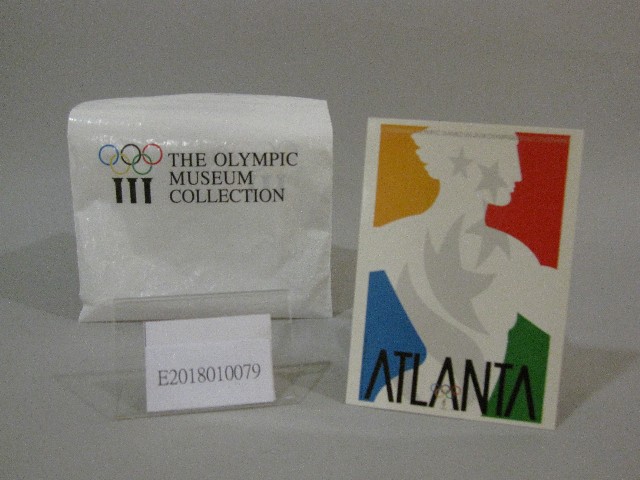 THE OLYMPIC
MUSEUM
COLLECTION
E2018010079
ATLANTA